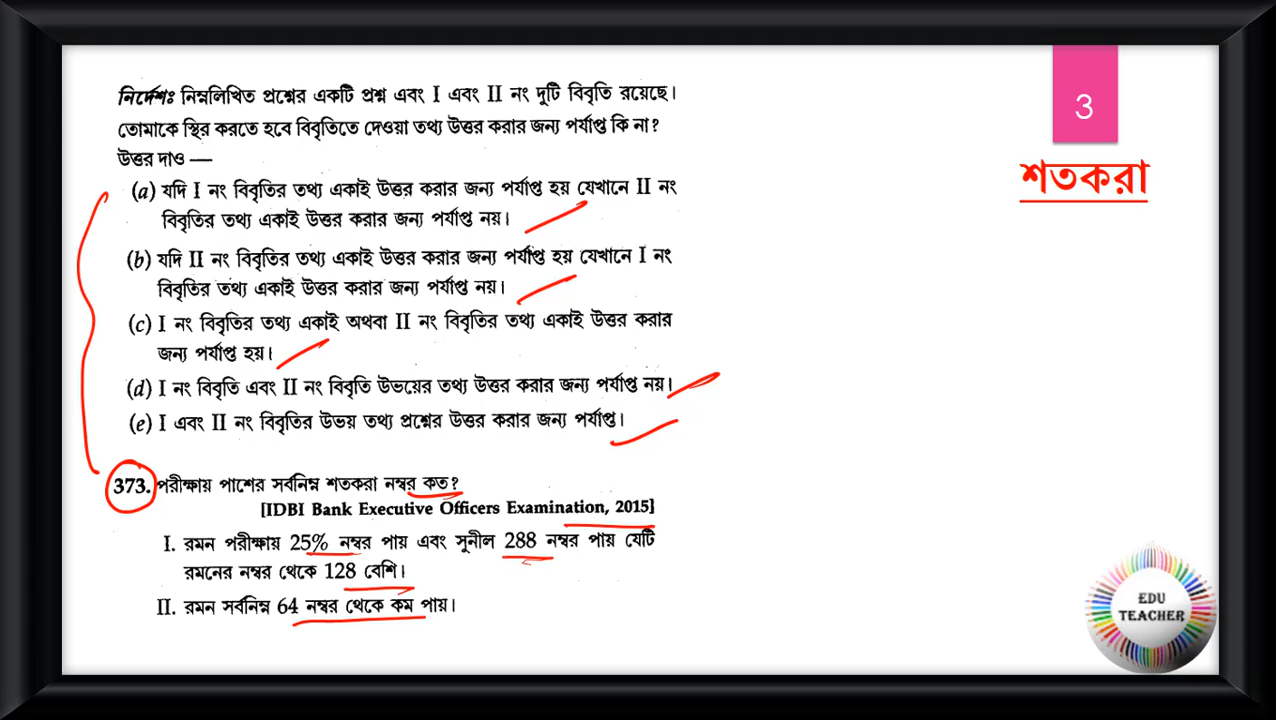 নির্দেশঃ নিম্নলিখিত প্রশ্নের একটি প্রশ্ন এবং I এবং II নং দুটি বিবৃতি রয়েছে।
তোমাকে স্থির করতে হবে বিবৃতিতে দেওয়া তথ্য উত্তর করার জন্য পর্যাপ্ত কি না?
উত্তর দাও —
(a) যদি I নং বিবৃতির তথ্য একাই উত্তর করার জন্য পর্যাপ্ত হয় যেখানে II নং
বিবৃতির তথ্য একাই উত্তর করার জন্য পর্যাপ্ত নয়।
(b) যদি II নং বিবৃতির তথ্য একাই উত্তর করার জন্য পর্যাপ্ত হয় যেখানে I নং
বিবৃতির তথ্য একাই উত্তর করার জন্য পর্যাপ্ত নয়।
(c) I নং বিবৃতির তথ্য একাই অথবা II নং বিবৃতির তথ্য একাই উত্তর করার
জন্য পর্যাপ্ত হয়।
(d) I নং বিবৃতি এবং II নং বিবৃতি উভয়ের তথ্য উত্তর করার জন্য পর্যাপ্ত নয়।
(e) I এবং II নং বিবৃতির উভয় তথ্য প্রশ্নের উত্তর করার জন্য পর্যাপ্ত।
373. পরীক্ষায় পাশের সর্বনিম্ন শতকরা নম্বর কত?
[IDBI Bank Executive Officers Examination, 2015]
I. রমন পরীক্ষায় 25% নম্বর পায় এবং সুনীল 288 নম্বর পায় যেটি
রমনের নম্বর থেকে 128 বেশি।
II. রমন সর্বনিম্ন 64 নম্বর থেকে কম পায়।
3
শতকরা
EDU
TEACHER